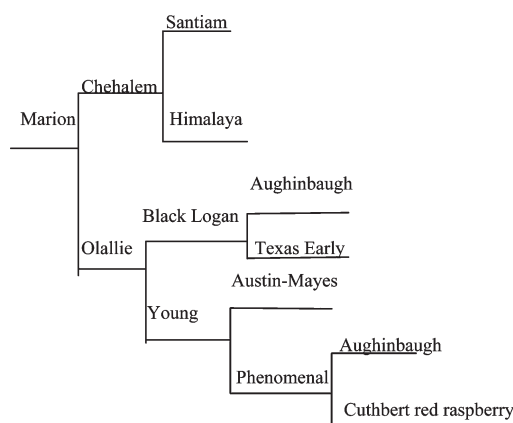 Santiam
Chehalem
Marion
Himalaya
Aughinbaugh
Black Logan
Olallie
Texas Early
Austin-Mayes
Young
Aughinbaugh
Phenomenal
Cuthbert red raspberry